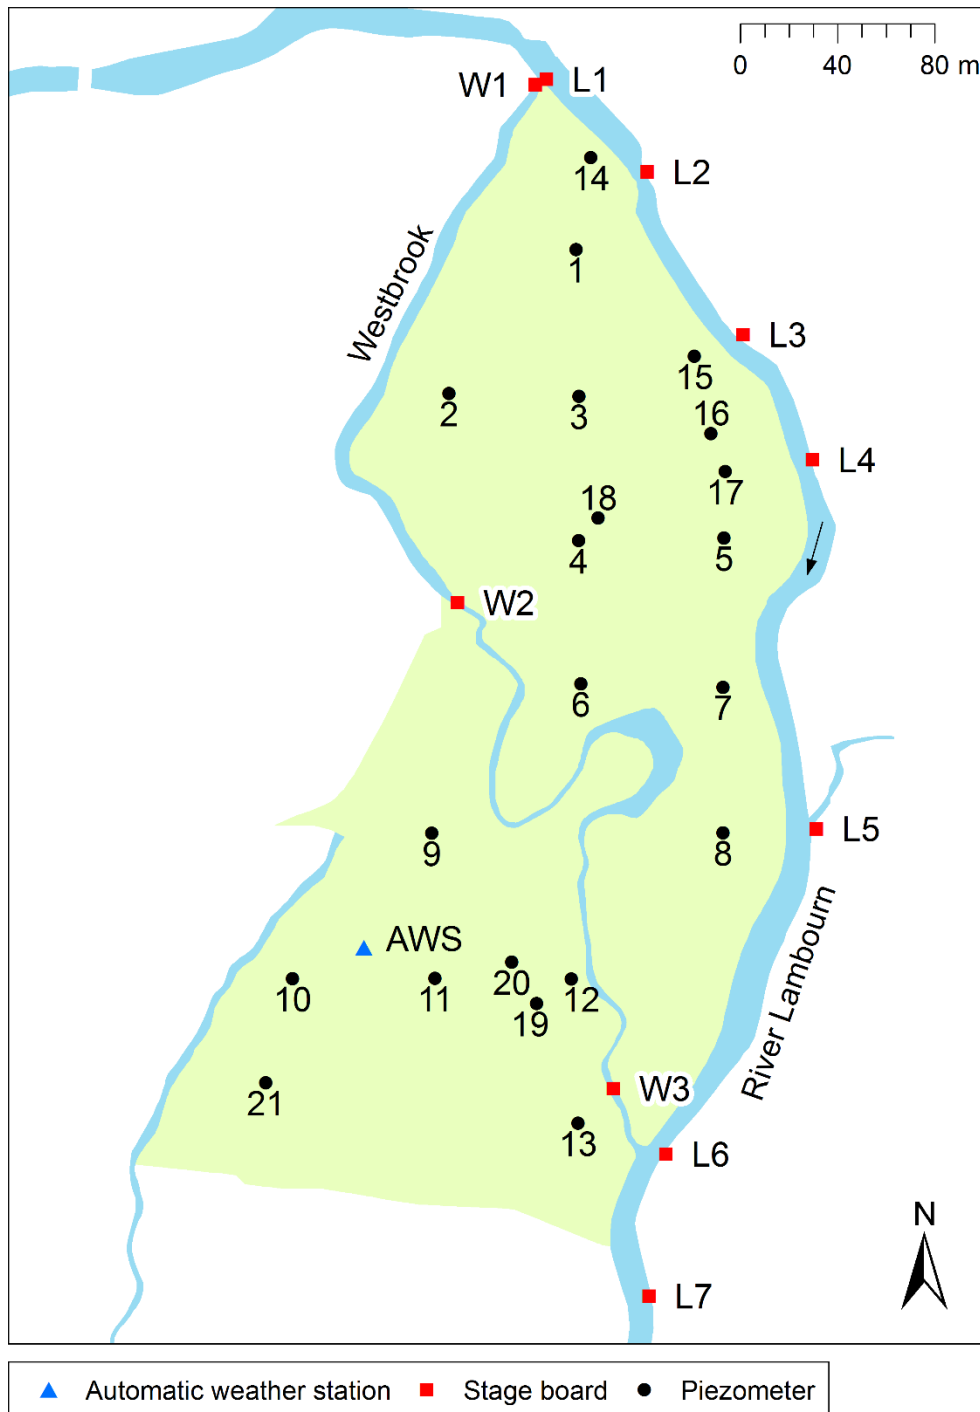 0 40 80 m
W1 L1
14 L2
1
Westbrook
L3
15
2 3 16
L4
17
18
4 5
W2
6 7
L5
9 8
AWS
River Lambourn
10 11 20 12
19
21 W3
13 L6
N
L7
Automatic weather station Stage board Piezometer